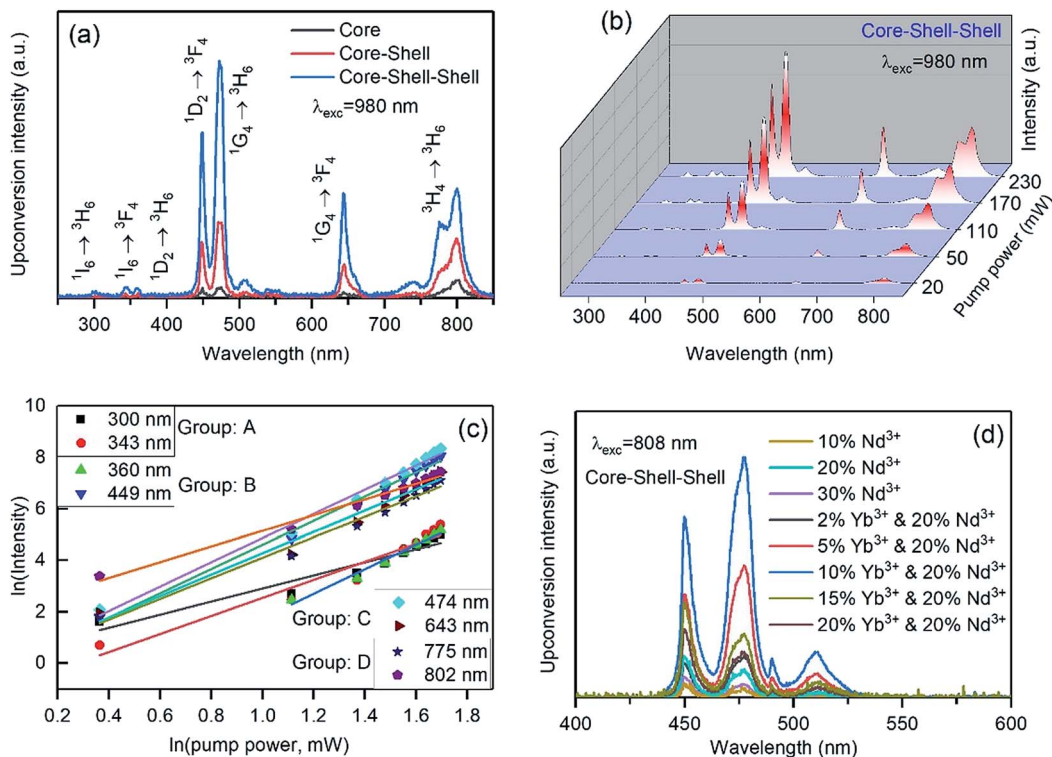 (a)
Core
Core-Shell
Core-Shell-Shell
λexc=980 nm
¹I₆ → ³H₆
¹I₆ → ³F₄
¹D₂ → ³H₆
¹D₂ → ³F₄
¹G₄ → ³H₆
¹G₄ → ³F₄
³H₄ → ³H₆
Upconversion intensity (a.u.)
300 400 500 600 700 800
Wavelength (nm)
(b)
Core-Shell-Shell
λexc=980 nm
Intensity (a.u.)
230
170
110
50
20
Pump power (mW)
300 400 500 600 700 800
Wavelength (nm)
(c)
300 nm
343 nm
Group: A
360 nm
449 nm
Group: B
474 nm
643 nm
Group: C
775 nm
802 nm
Group: D
ln(Intensity)
10
8
6
4
2
0
0.2 0.4 0.6 0.8 1.0 1.2 1.4 1.6 1.8
ln(pump power, mW)
(d)
λexc=808 nm
Core-Shell-Shell
10% Nd³⁺
20% Nd³⁺
30% Nd³⁺
2% Yb³⁺ & 20% Nd³⁺
5% Yb³⁺ & 20% Nd³⁺
10% Yb³⁺ & 20% Nd³⁺
15% Yb³⁺ & 20% Nd³⁺
20% Yb³⁺ & 20% Nd³⁺
Upconversion intensity (a.u.)
400 450 500 550 600
Wavelength (nm)